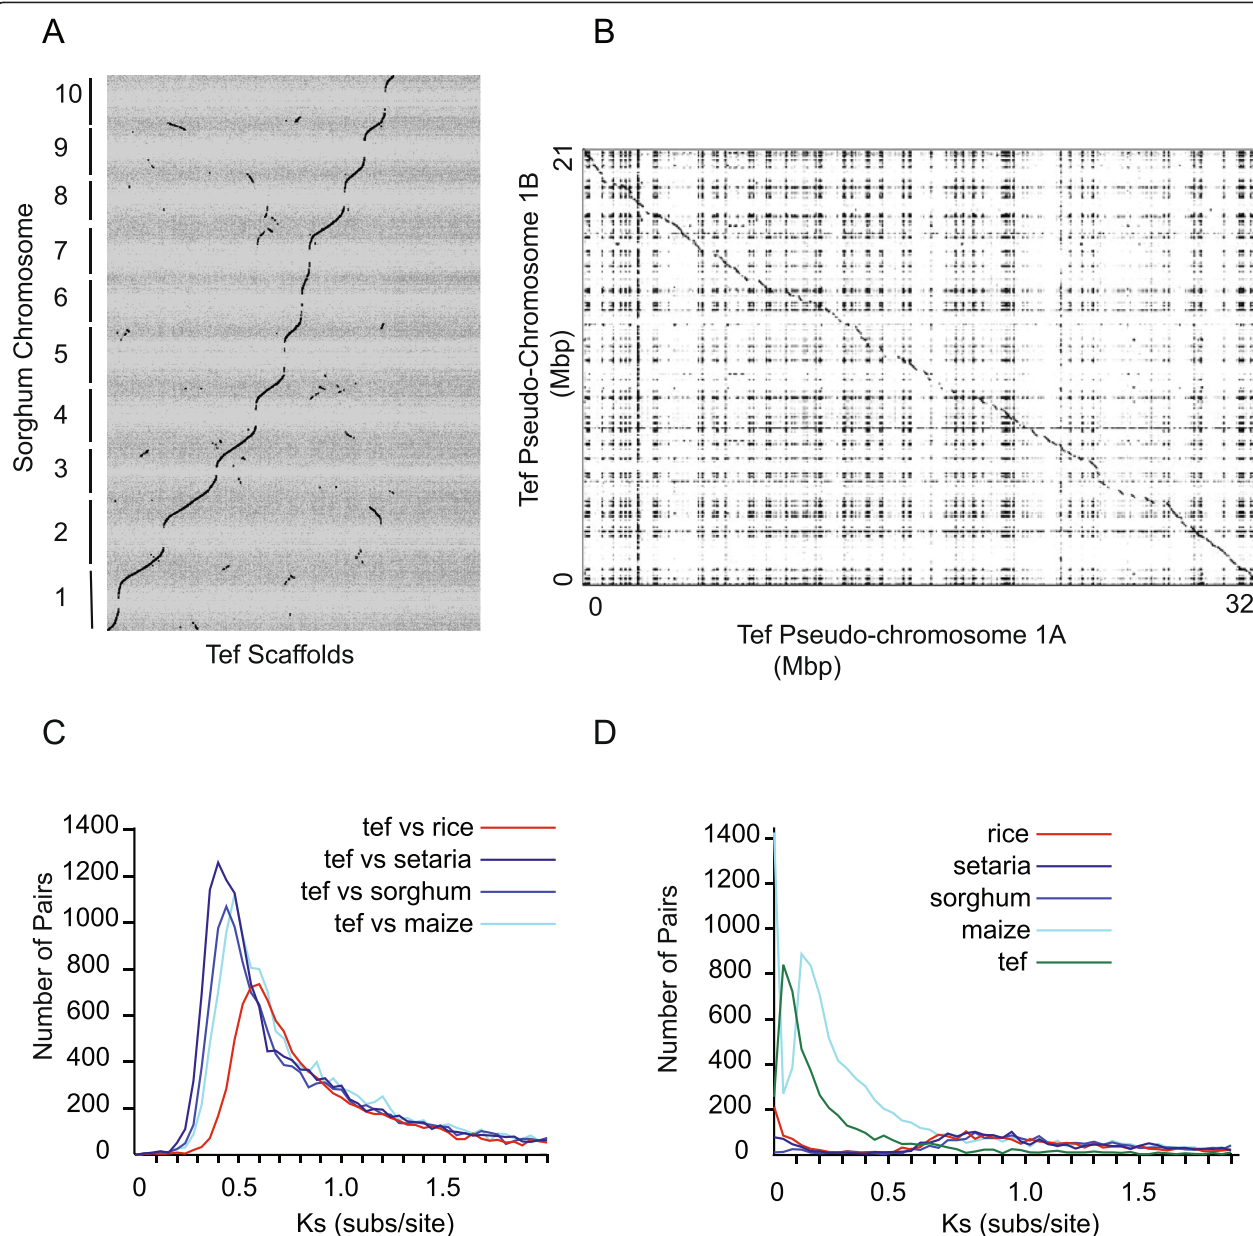 A
10
9
8
7
6
5
4
3
2
1
Sorghum Chromosome
Tef Scaffolds
B
21
0
Tef Pseudo-Chromosome 1B
(Mbp)
0
32
Tef Pseudo-chromosome 1A
(Mbp)
C
1400
1200
1000
800
600
400
200
0
Number of Pairs
tef vs rice
tef vs setaria
tef vs sorghum
tef vs maize
0
0.5
1.0
1.5
Ks (subs/site)
D
1400
1200
1000
800
600
400
200
0
Number of Pairs
rice
setaria
sorghum
maize
tef
0
0.5
1.0
1.5
Ks (subs/site)